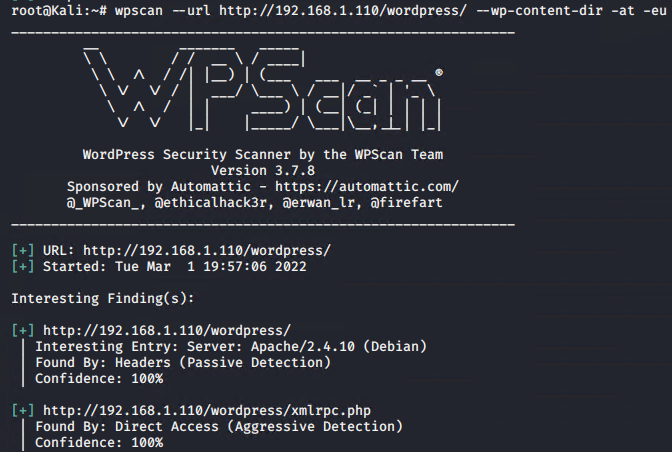 root@Kali:~# wpscan --url http://192.168.1.110/wordpress/ --wp-content-dir -at -eu
WPScan ®
WordPress Security Scanner by the WPScan Team
Version 3.7.8
Sponsored by Automattic - https://automattic.com/
@_WPScan_, @ethicalhack3r, @erwan_lr, @firefart
[+] URL: http://192.168.1.110/wordpress/
[+] Started: Tue Mar  1 19:57:06 2022
Interesting Finding(s):
[+] http://192.168.1.110/wordpress/
| Interesting Entry: Server: Apache/2.4.10 (Debian)
| Found By: Headers (Passive Detection)
| Confidence: 100%
[+] http://192.168.1.110/wordpress/xmlrpc.php
| Found By: Direct Access (Aggressive Detection)
| Confidence: 100%